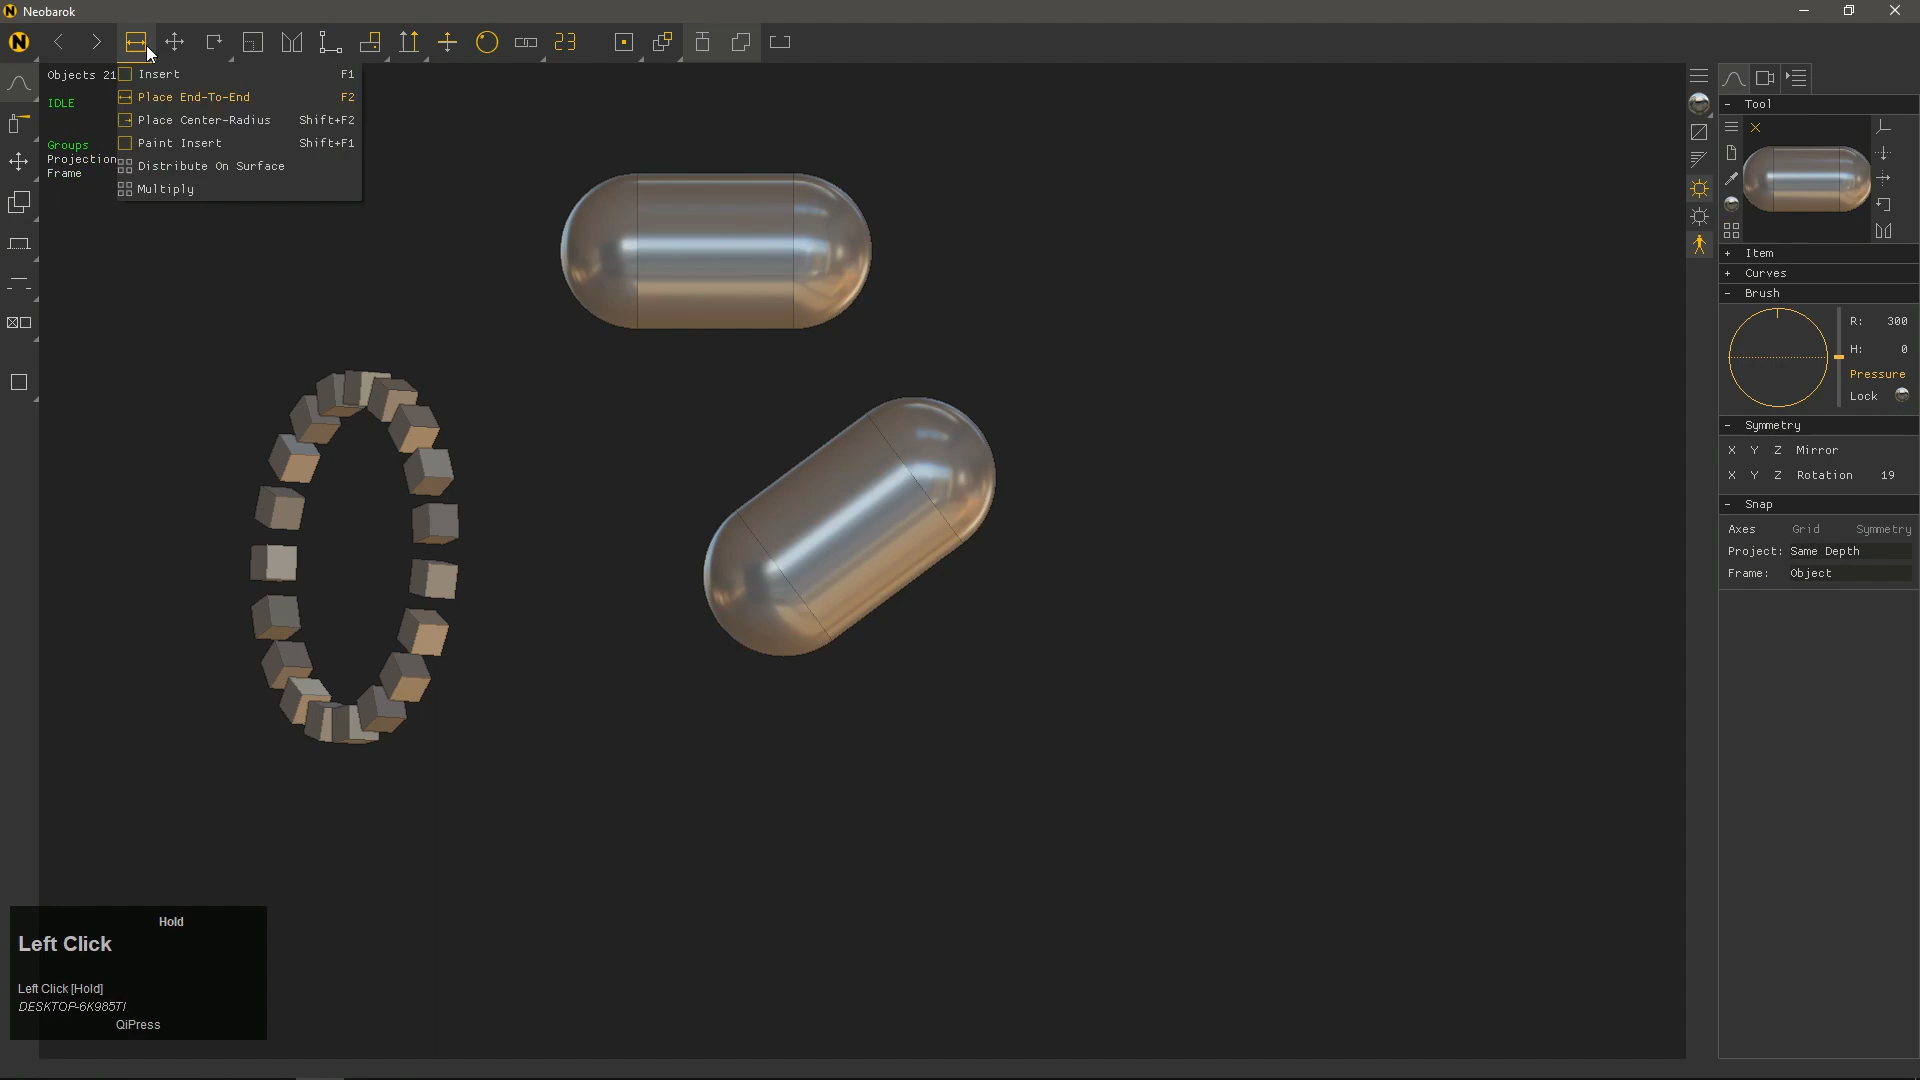 Neobarok
Objects 21
IDLE
Groups
Projection
Frame
Insert F1
Place End-To-End F2
Place Center-Radius Shift+F2
Paint Insert Shift+F1
Distribute On Surface
Multiply
- Tool
+ Item
+ Curves
- Brush
R: 300
H: 0
Pressure
Lock
- Symmetry
X Y Z Mirror
X Y Z Rotation 19
- Snap
Axes Grid Symmetry
Project: Same Depth
Frame: Object
Hold
Left Click
Left Click [Hold]
DESKTOP-6K985TI
QiPress